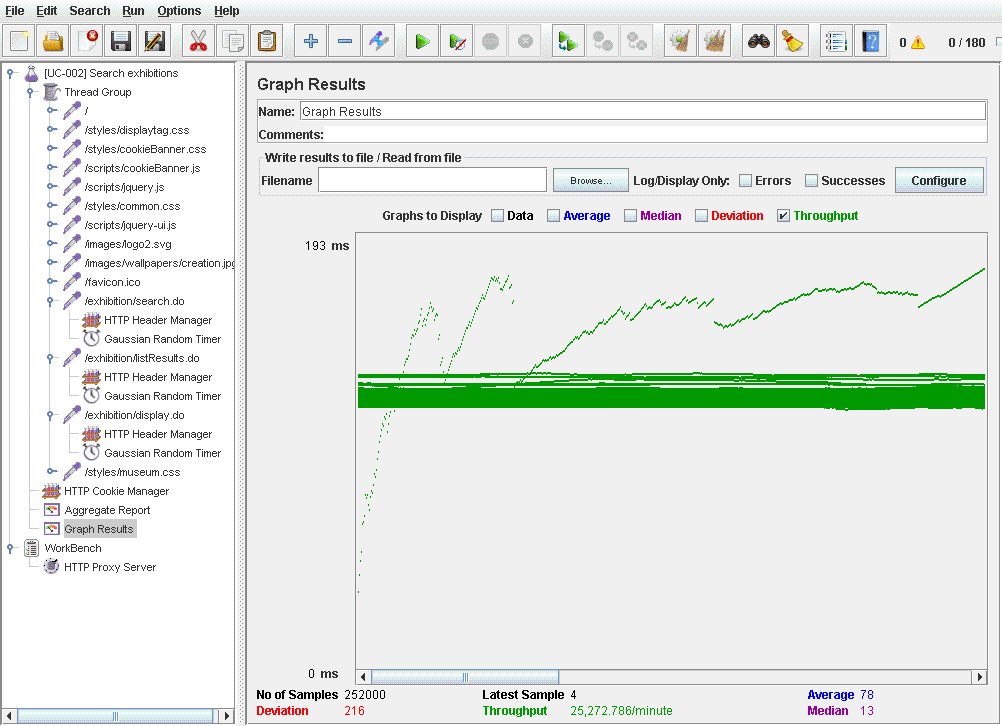 File Edit Search Run Options Help
0 0 / 180
[UC-002] Search exhibitions
Thread Group
/
/styles/displaytag.css
/styles/cookieBanner.css
/scripts/cookieBanner.js
/scripts/jquery.js
/styles/common.css
/scripts/jquery-ui.js
/images/logo2.svg
/images/wallpapers/creation.jpg
/favicon.ico
/exhibition/search.do
HTTP Header Manager
Gaussian Random Timer
/exhibition/listResults.do
HTTP Header Manager
Gaussian Random Timer
/exhibition/display.do
HTTP Header Manager
Gaussian Random Timer
/styles/museum.css
HTTP Cookie Manager
Aggregate Report
Graph Results
WorkBench
HTTP Proxy Server
Graph Results
Name: Graph Results
Comments:
Write results to file / Read from file
Filename Browse... Log/Display Only: Errors Successes Configure
Graphs to Display Data Average Median Deviation Throughput
193 ms
0 ms
No of Samples 252000 Latest Sample 4 Average 78
Deviation 216 Throughput 25,272.786/minute Median 13